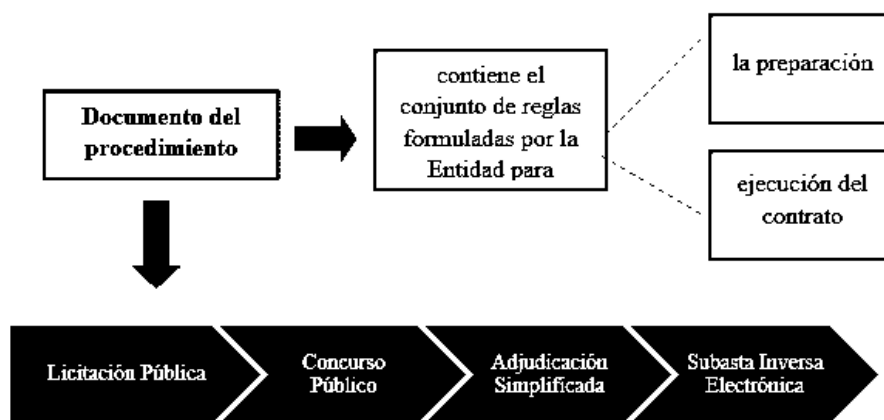 Documento del
procedimiento
contiene el
conjunto de reglas
formuladas por la
Entidad para
la preparación
ejecución del
contrato
Licitación Pública
Concurso
Público
Adjudicación
Simplificada
Subasta Inversa
Electrónica